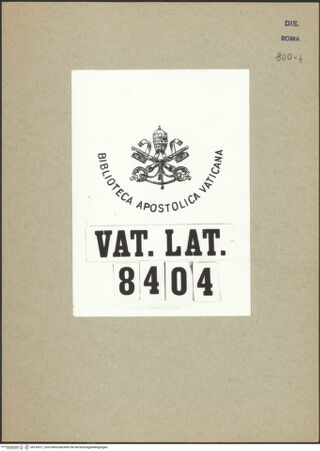 DIS.
ROMA
800-4
BIBLIOTECA APOSTOLICA VATICANA
VAT. LAT.
8404